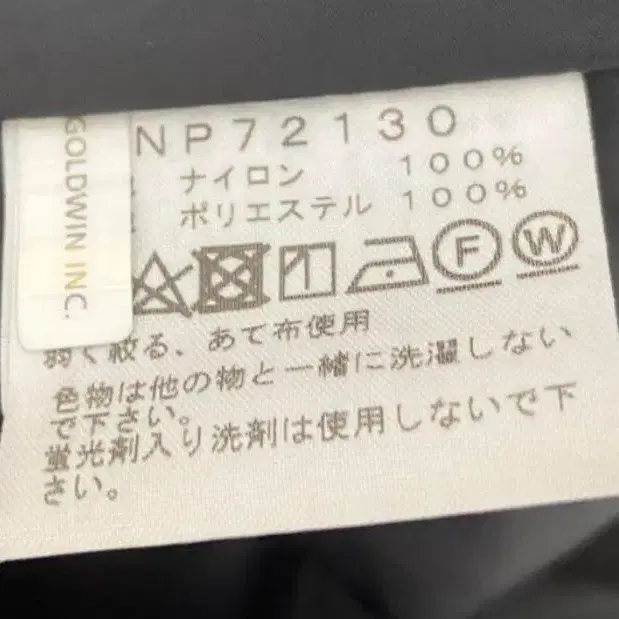 GOLDWIN INC.
NP72130
ナイロン 100%
ポリエステル 100%
F W
弱く絞る、あて布使用
色物は他の物と一緒に洗濯しない
で下さい。
蛍光剤入り洗剤は使用しないで下
さい。